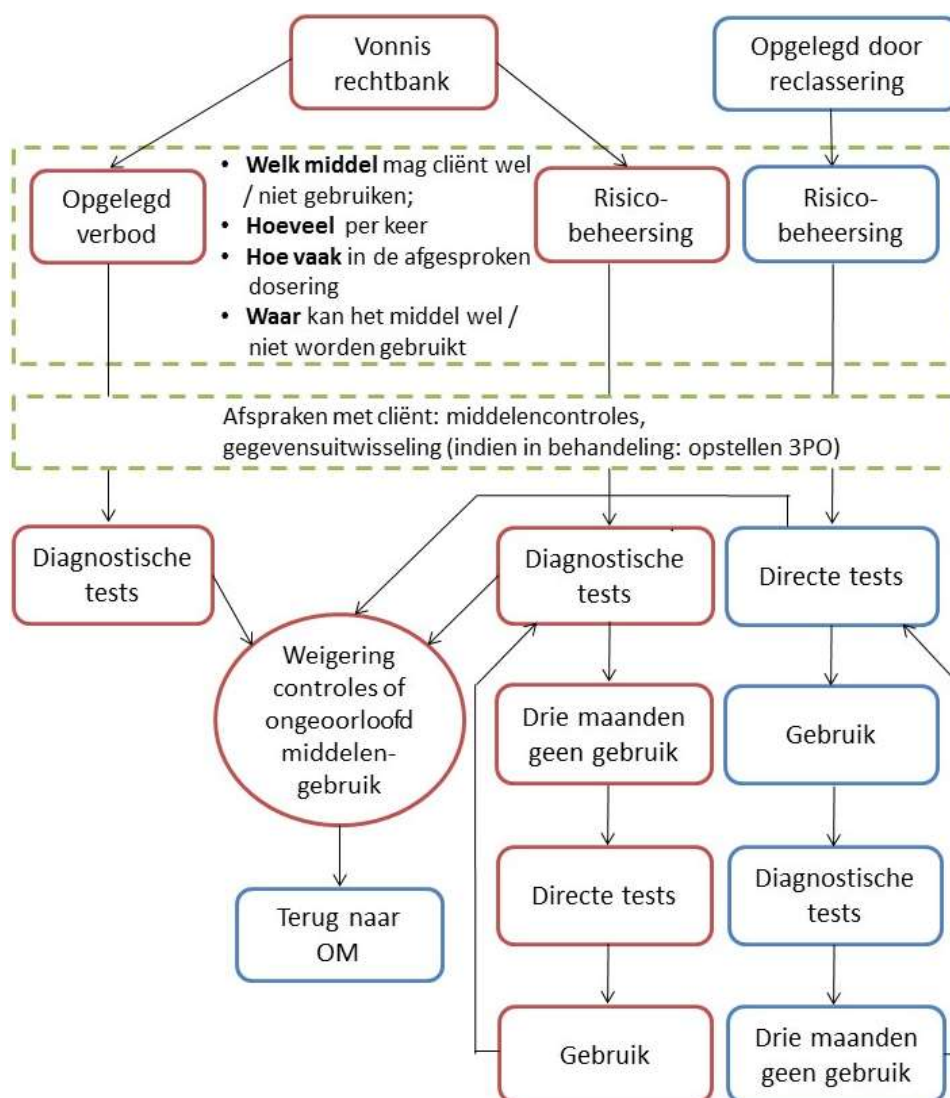 Vonnis
rechtbank
Opgelegd door
reclassering
Opgelegd
verbod
• Welk middel mag cliënt wel
/ niet gebruiken;
• Hoeveel per keer
• Hoe vaak in de afgesproken
dosering
• Waar kan het middel wel /
niet worden gebruikt
Risico-
beheersing
Risico-
beheersing
Afspraken met cliënt: middelencontroles,
gegevensuitwisseling (indien in behandeling: opstellen 3PO)
Diagnostische
tests
Diagnostische
tests
Directe tests
Weigering
controles of
ongeoorloofd
middelen-
gebruik
Drie maanden
geen gebruik
Gebruik
Terug naar
OM
Directe tests
Diagnostische
tests
Gebruik
Drie maanden
geen gebruik